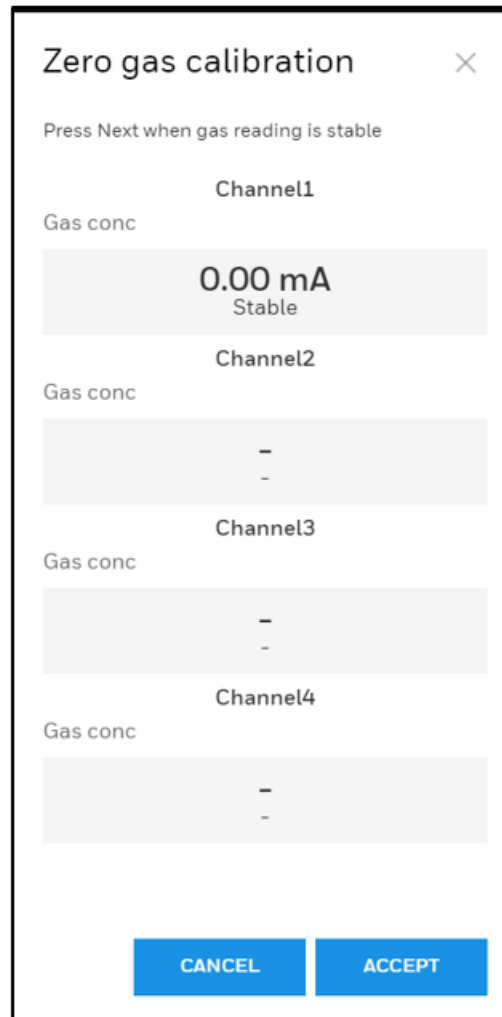 Zero gas calibration
Press Next when gas reading is stable
Channel1
Gas conc
0.00 mA
Stable
Channel2
Gas conc
–
-
Channel3
Gas conc
–
-
Channel4
Gas conc
–
-
CANCEL ACCEPT